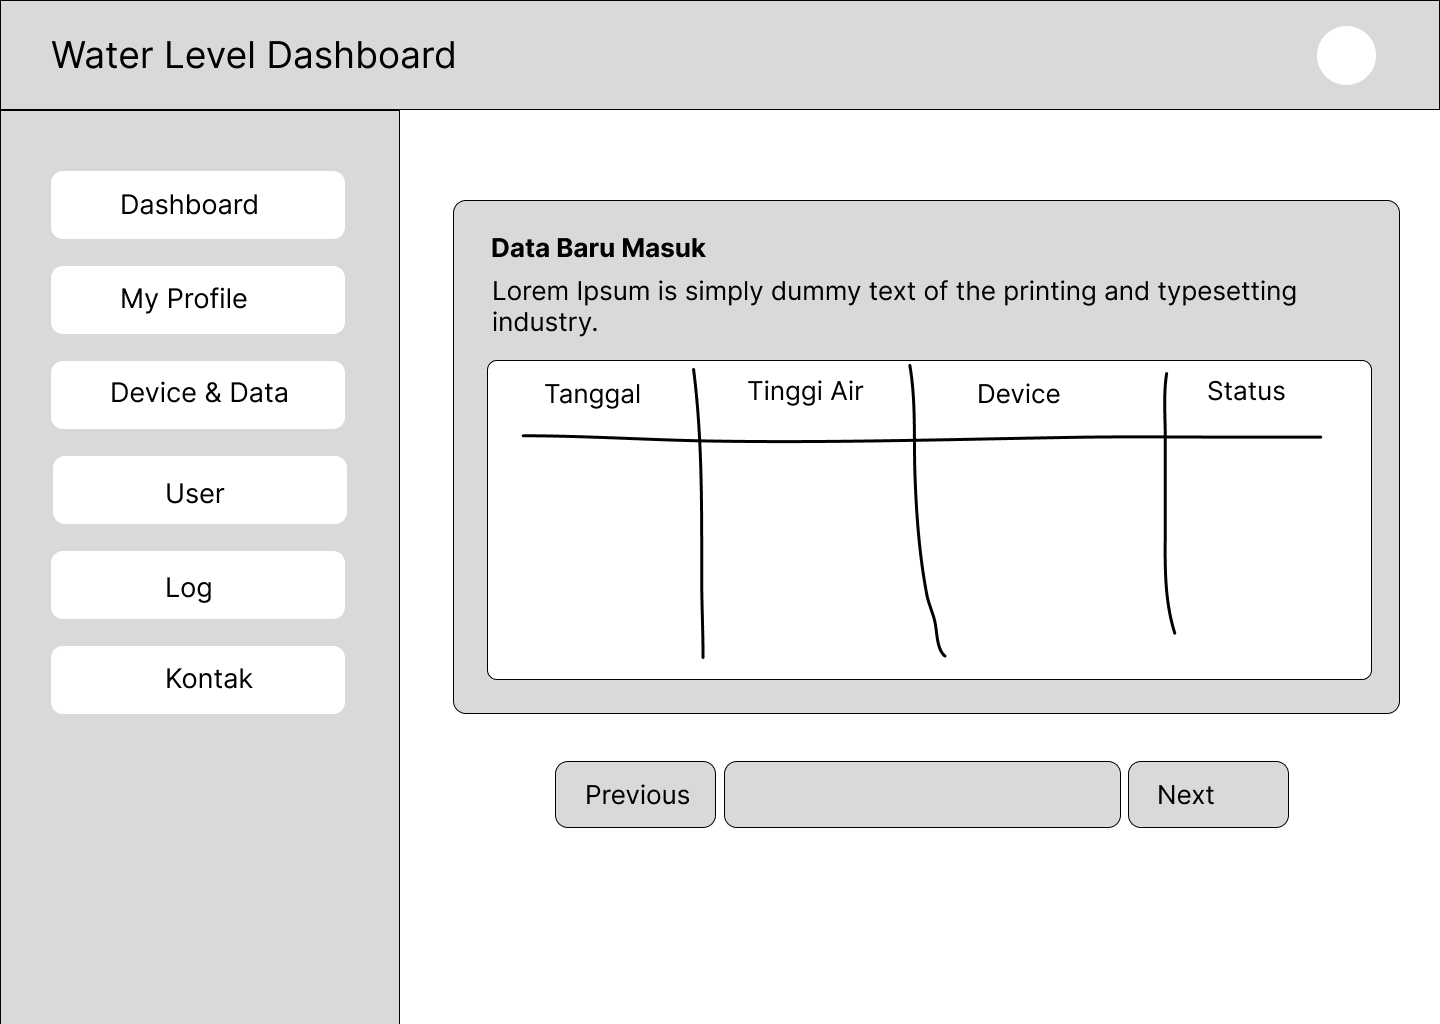 Water Level Dashboard
Dashboard
My Profile
Device & Data
User
Log
Kontak
Data Baru Masuk
Lorem Ipsum is simply dummy text of the printing and typesetting
industry.
Tanggal Tinggi Air Device Status
Previous Next